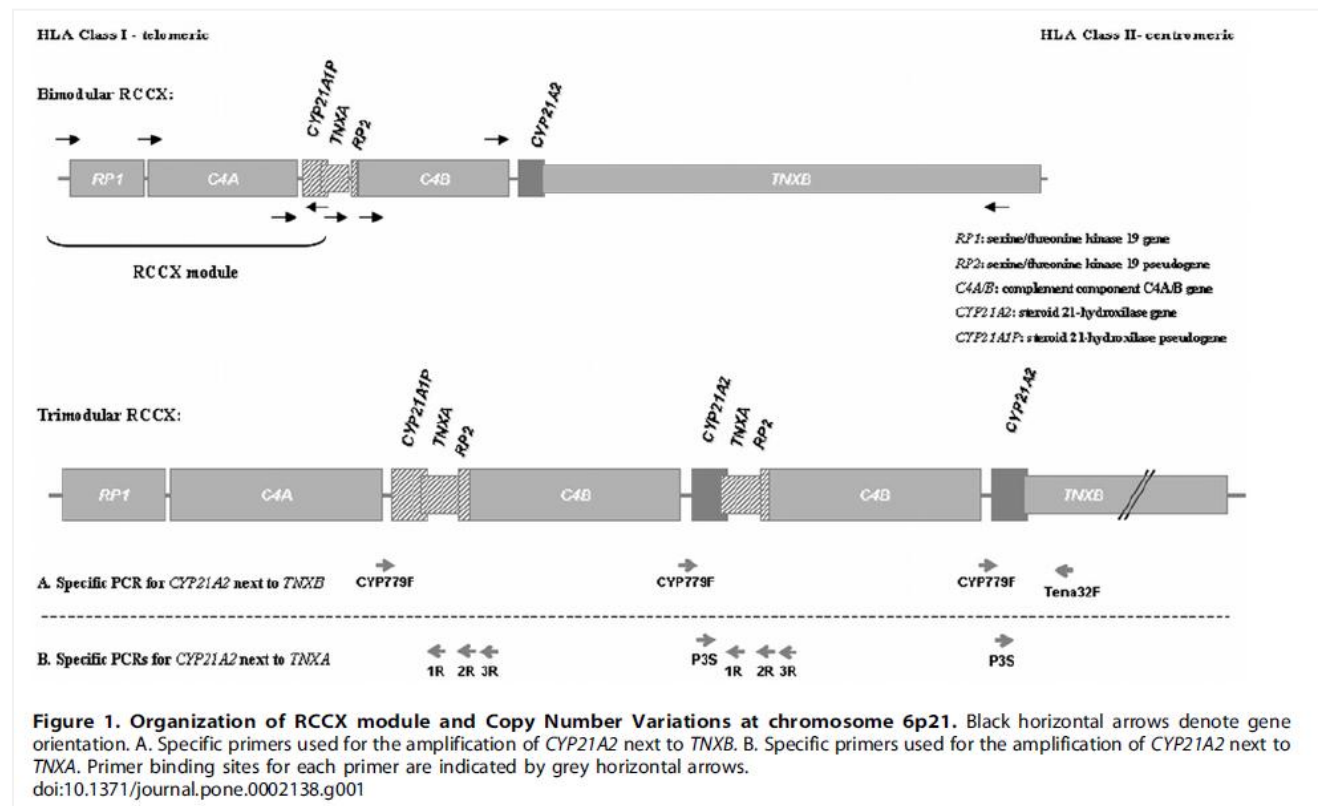 HLA Class I - telomeric
HLA Class II- centromeric
Bimodular RCCX:
CYP21A1P
TNXA
RP2
CYP21A2
RP1
C4A
C4B
TNXB
RCCX module
RP1: serine/threonine kinase 19 gene
RP2: serine/threonine kinase 19 pseudogene
C4A/B: complement component C4A/B gene
CYP21A2: steroid 21-hydroxilase gene
CYP21A1P: steroid 21-hydroxilase pseudogene
Trimodular RCCX:
CYP21A1P
TNXA
RP2
CYP21A2
TNXA
RP2
CYP21A2
RP1
C4A
C4B
C4B
TNXB
A. Specific PCR for CYP21A2 next to TNXB
CYP779F
CYP779F
CYP779F
Tena32F
B. Specific PCRs for CYP21A2 next to TNXA
1R 2R 3R
P3S 1R 2R 3R
P3S
Figure 1. Organization of RCCX module and Copy Number Variations at chromosome 6p21. Black horizontal arrows denote gene
orientation. A. Specific primers used for the amplification of CYP21A2 next to TNXB. B. Specific primers used for the amplification of CYP21A2 next to
TNXA. Primer binding sites for each primer are indicated by grey horizontal arrows.
doi:10.1371/journal.pone.0002138.g001